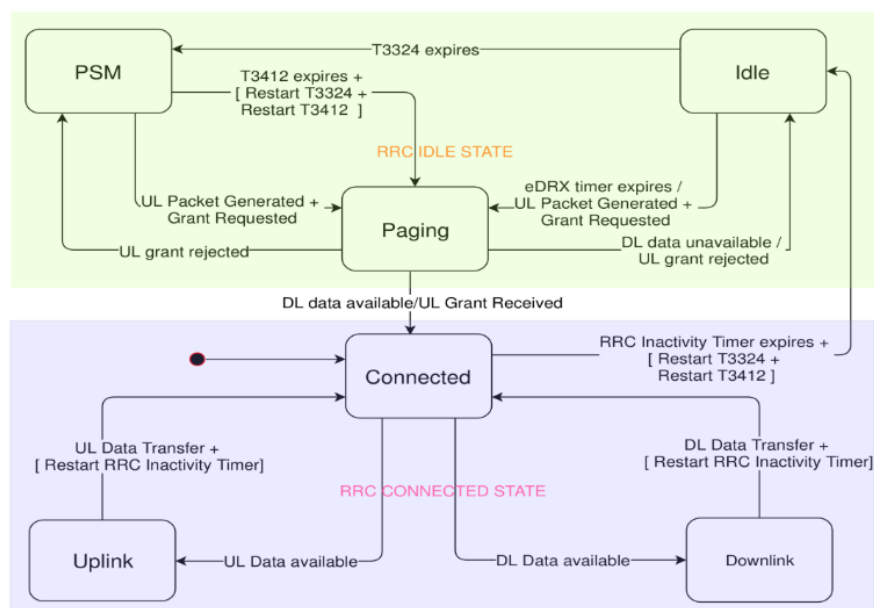 T3324 expires
PSM
Idle
T3412 expires +
[ Restart T3324 +
Restart T3412 ]
RRC IDLE STATE
eDRX timer expires /
UL Packet Generated +
Grant Requested
UL Packet Generated +
Grant Requested
Paging
UL grant rejected
DL data unavailable /
UL grant rejected
DL data available/UL Grant Received
RRC Inactivity Timer expires +
[ Restart T3324 +
Restart T3412 ]
Connected
UL Data Transfer +
[ Restart RRC Inactivity Timer]
DL Data Transfer +
[ Restart RRC Inactivity Timer]
RRC CONNECTED STATE
Uplink
UL Data available
DL Data available
Downlink